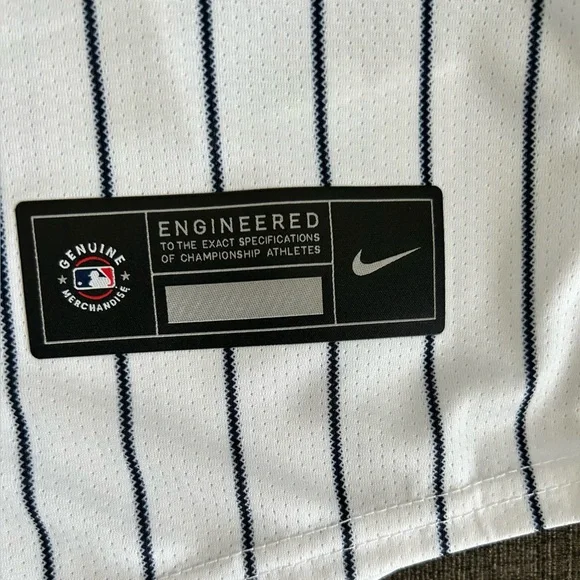 GENUINE
MERCHANDISE
ENGINEERED
TO THE EXACT SPECIFICATIONS
OF CHAMPIONSHIP ATHLETES